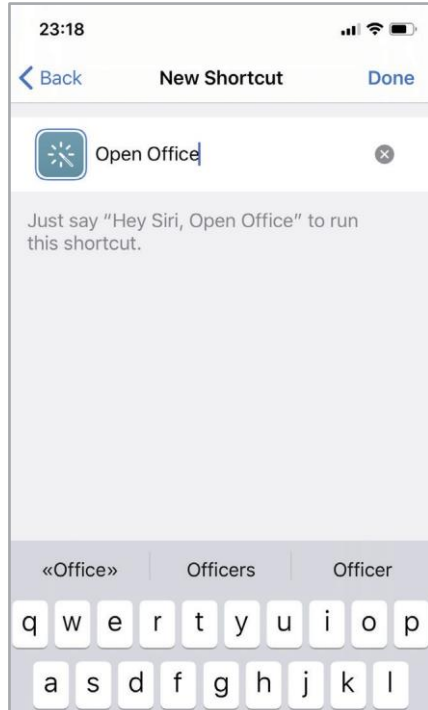 23:18
Back New Shortcut Done
Open Office
Just say “Hey Siri, Open Office” to run
this shortcut.
«Office» Officers Officer
q w e r t y u i o p
a s d f g h j k l